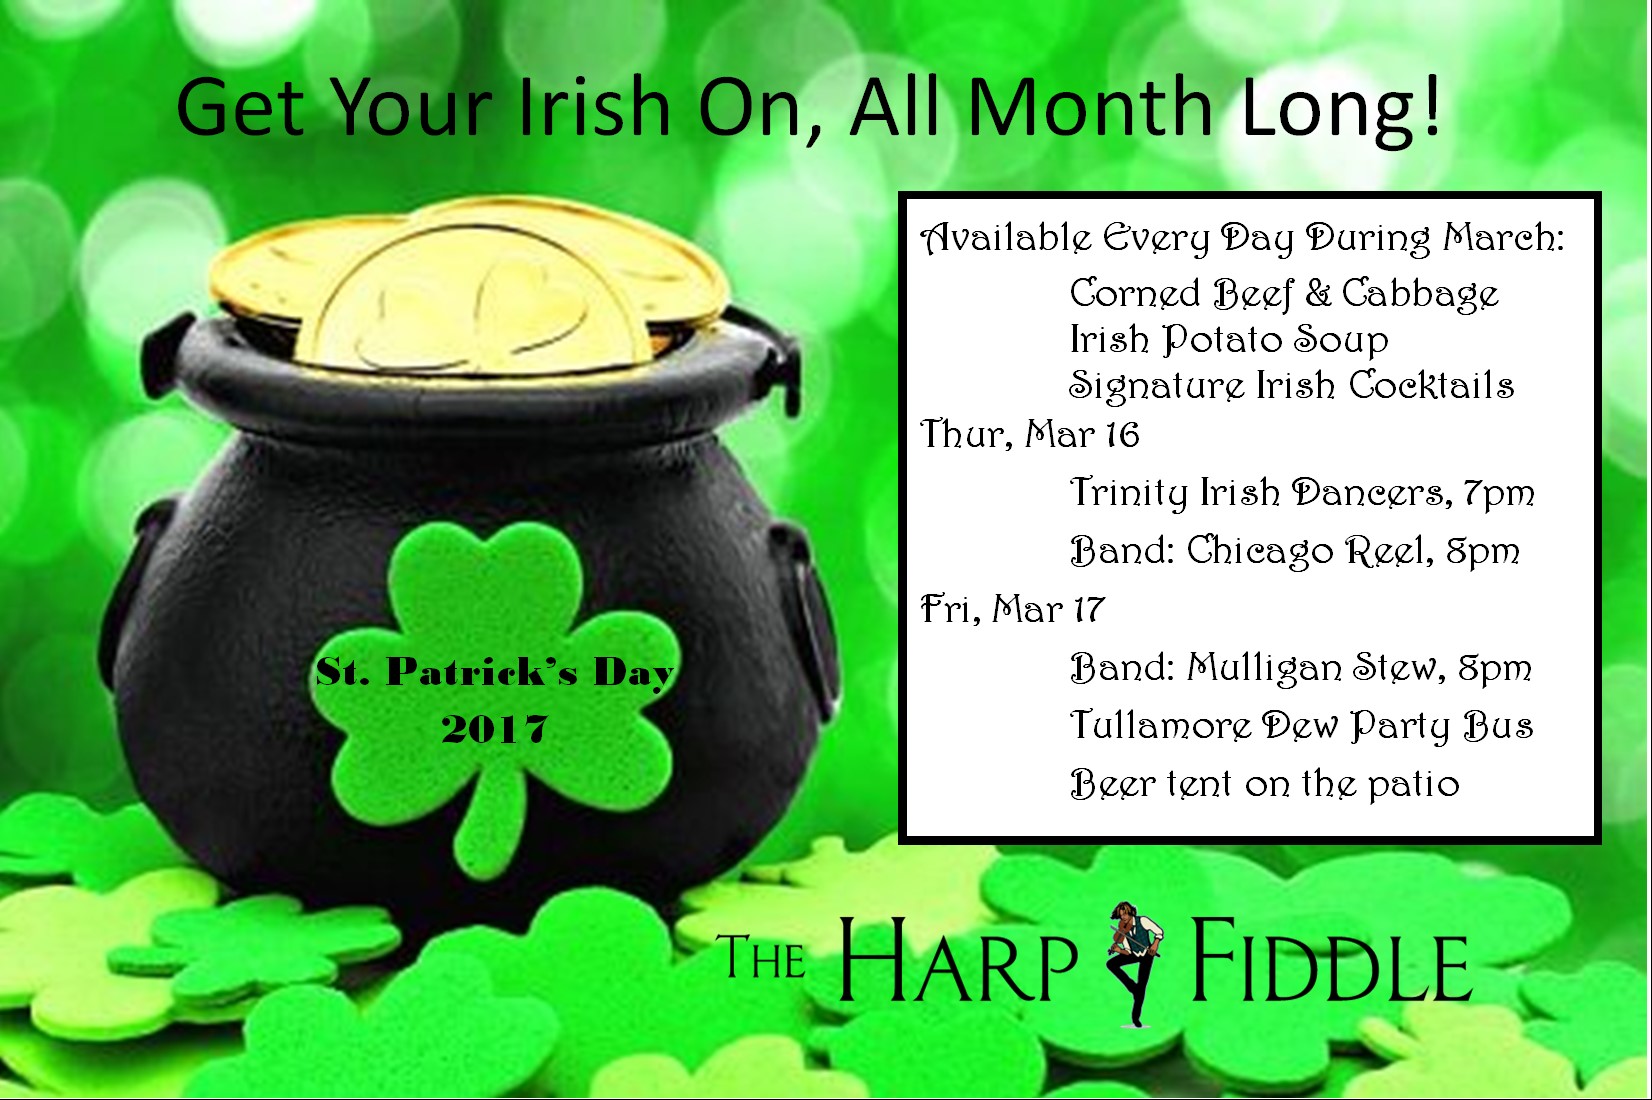 Get Your Irish On, All Month Long!
Available Every Day During March:
Corned Beef & Cabbage
Irish Potato Soup
Signature Irish Cocktails
Thur, Mar 16
Trinity Irish Dancers, 7pm
Band: Chicago Reel, 8pm
Fri, Mar 17
Band: Mulligan Stew, 8pm
Tullamore Dew Party Bus
Beer tent on the patio
St. Patrick's Day
2017
The Harp Fiddle